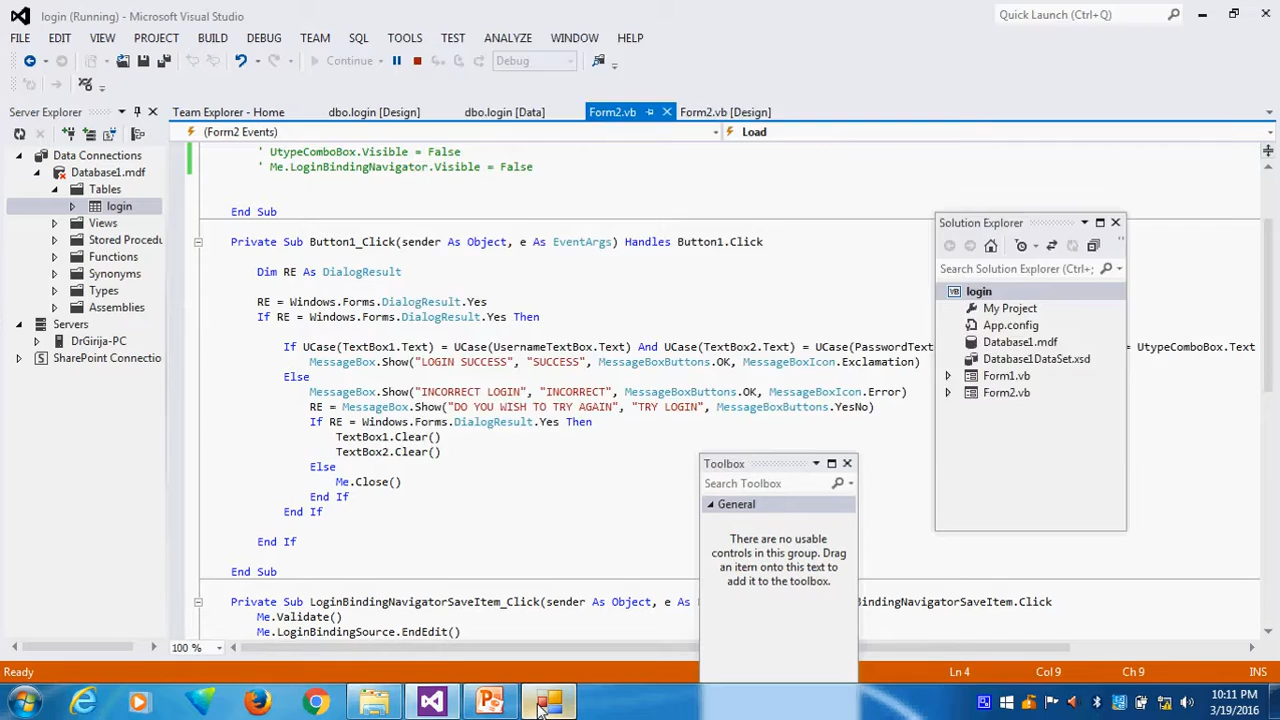 login (Running) - Microsoft Visual Studio
Quick Launch (Ctrl+Q)
FILE EDIT VIEW PROJECT BUILD DEBUG TEAM SQL TOOLS TEST ANALYZE WINDOW HELP
Continue Debug
Server Explorer
Team Explorer - Home dbo.login [Design] dbo.login [Data] Form2.vb Form2.vb [Design]
(Form2 Events) Load
Data Connections
Database1.mdf
Tables
login
Views
Stored Procedu
Functions
Synonyms
Types
Assemblies
Servers
DrGirija-PC
SharePoint Connectio
' UtypeComboBox.Visible = False
' Me.LoginBindingNavigator.Visible = False
End Sub
Private Sub Button1_Click(sender As Object, e As EventArgs) Handles Button1.Click
Dim RE As DialogResult
RE = Windows.Forms.DialogResult.Yes
If RE = Windows.Forms.DialogResult.Yes Then
If UCase(TextBox1.Text) = UCase(UsernameTextBox.Text) And UCase(TextBox2.Text) = UCase(PasswordText = UtypeComboBox.Text
MessageBox.Show("LOGIN SUCCESS", "SUCCESS", MessageBoxButtons.OK, MessageBoxIcon.Exclamation)
Else
MessageBox.Show("INCORRECT LOGIN", "INCORRECT", MessageBoxButtons.OK, MessageBoxIcon.Error)
RE = MessageBox.Show("DO YOU WISH TO TRY AGAIN", "TRY LOGIN", MessageBoxButtons.YesNo)
If RE = Windows.Forms.DialogResult.Yes Then
TextBox1.Clear()
TextBox2.Clear()
Else
Me.Close()
End If
End If
End If
End Sub
Private Sub LoginBindingNavigatorSaveItem_Click(sender As Object, e As BindingNavigatorSaveItem.Click
Me.Validate()
Me.LoginBindingSource.EndEdit()
Solution Explorer
Search Solution Explorer (Ctrl+;
login
My Project
App.config
Database1.mdf
Database1DataSet.xsd
Form1.vb
Form2.vb
Toolbox
Search Toolbox
General
There are no usable
controls in this group. Drag
an item onto this text to
add it to the toolbox.
100 %
Ready Ln 4 Col 9 Ch 9 INS
10:11 PM
3/19/2016